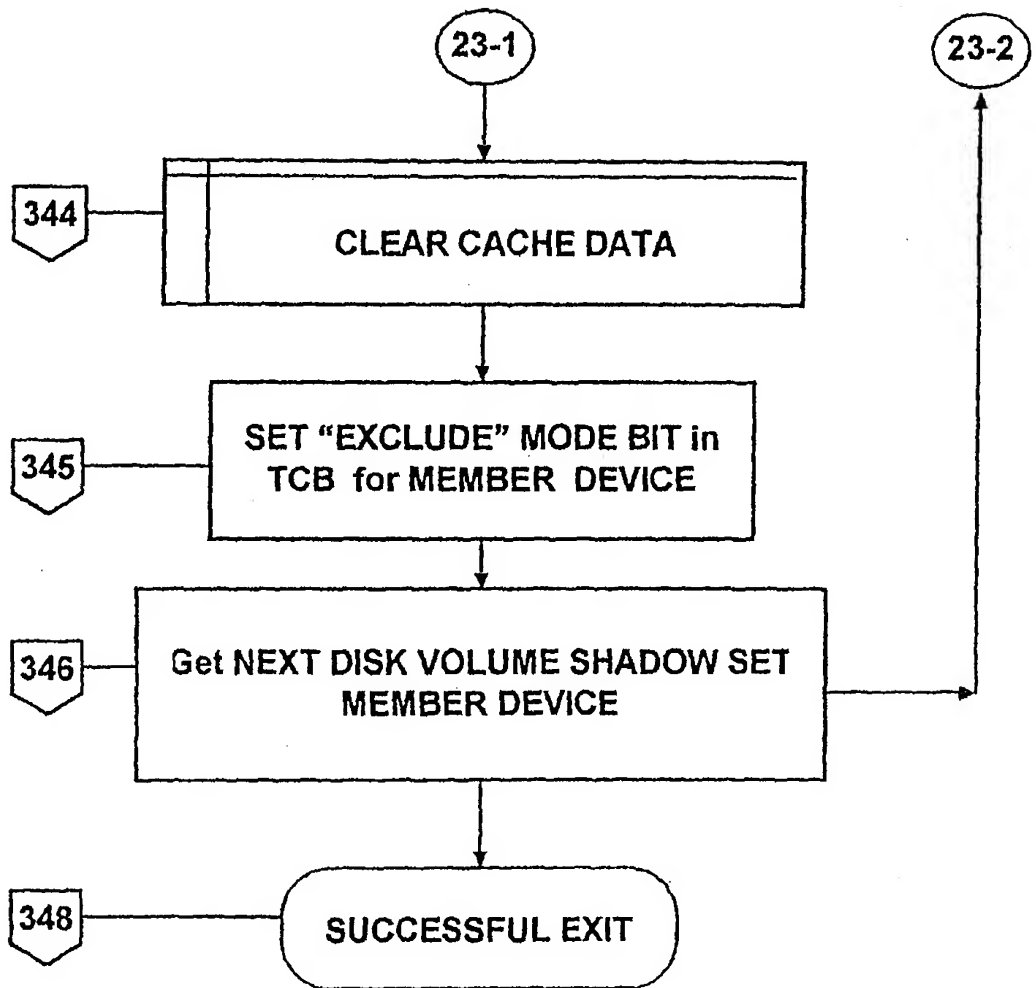 23-1
23-2
344
CLEAR CACHE DATA
345
SET “EXCLUDE” MODE BIT in
TCB for MEMBER DEVICE
346
Get NEXT DISK VOLUME SHADOW SET
MEMBER DEVICE
348
SUCCESSFUL EXIT